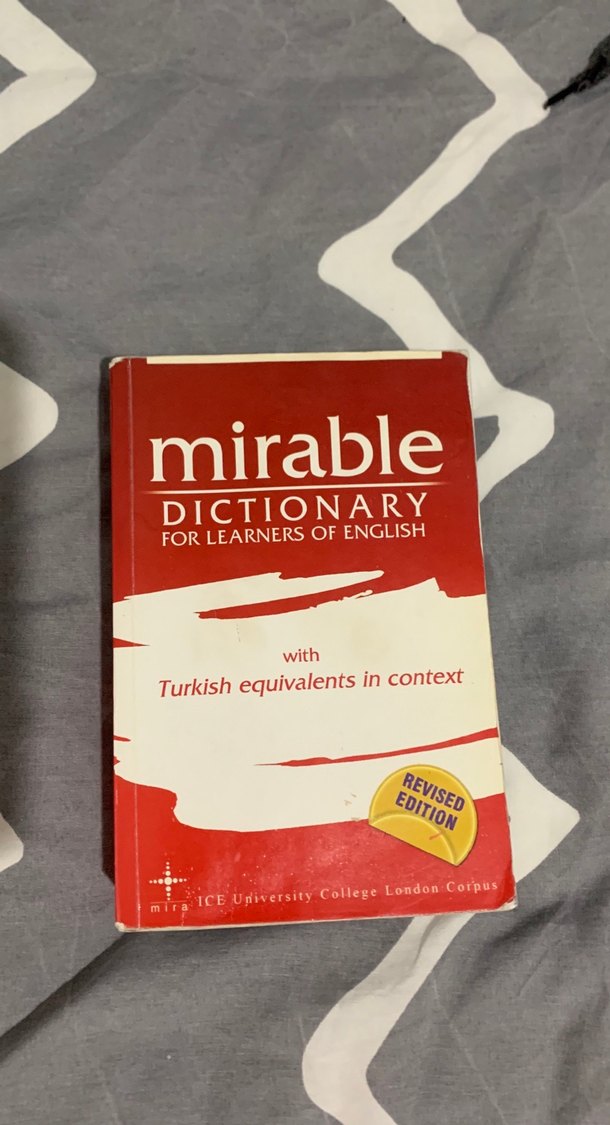 mirable
DICTIONARY
FOR LEARNERS OF ENGLISH
with
Turkish equivalents in context
REVISED
EDITION
mira
ICE University College London Corpus